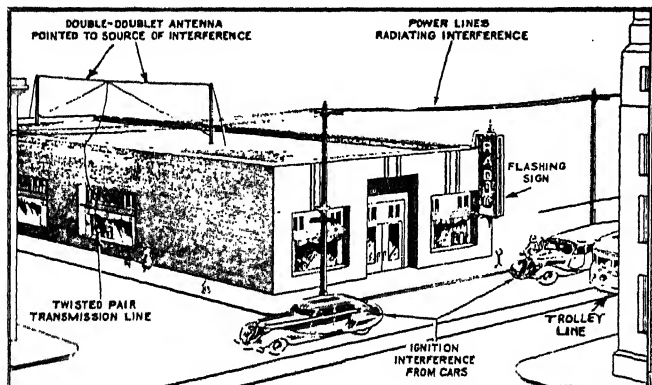 DOUBLE-DOUBLET ANTENNA
POINTED TO SOURCE OF INTERFERENCE
POWER LINES
RADIATING INTERFERENCE
RADIO
FLASHING
SIGN
TWISTED PAIR
TRANSMISSION LINE
IGNITION
INTERFERENCE
FROM CARS
TROLLEY
LINE